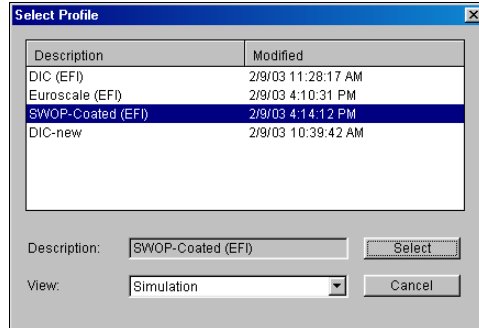 Select Profile
Description Modified
DIC (EFI) 2/9/03 11:28:17 AM
Euroscale (EFI) 2/9/03 4:10:31 PM
SWOP-Coated (EFI) 2/9/03 4:14:12 PM
DIC-new 2/9/03 10:39:42 AM
Description: SWOP-Coated (EFI) Select
View: Simulation Cancel